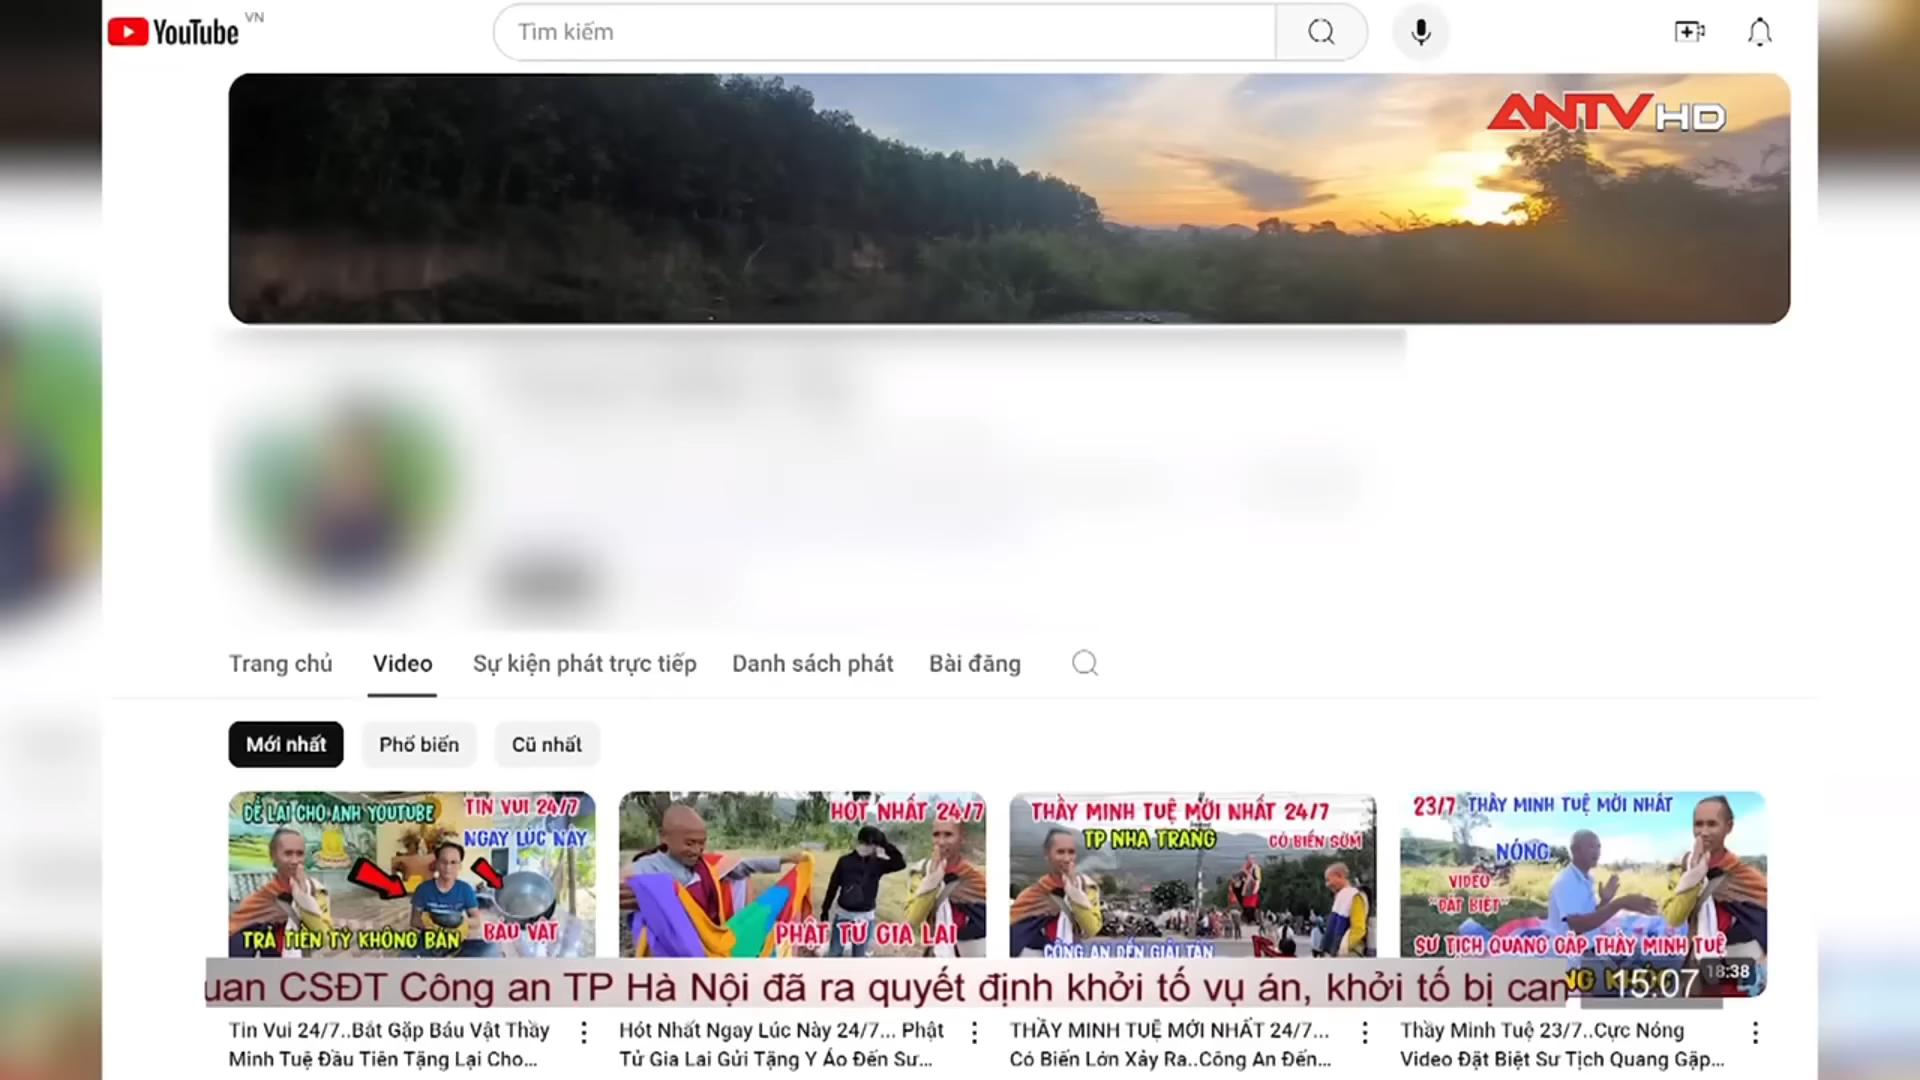 YouTube VN
Tìm kiếm
ANTV HD
Trang chủ
Video
Sự kiện phát trực tiếp
Danh sách phát
Bài đăng
Mới nhất
Phổ biến
Cũ nhất
ĐỂ LẠI CHO ANH YOUTUBE
TIN VUI 24/7
NGAY LÚC NÀY
TRẢ TIỀN TỶ KHÔNG BÁN
BÁU VẬT
HÓT NHẤT 24/7
PHẬT TỬ GIA LAI
THẦY MINH TUỆ MỚI NHẤT 24/7
TP NHA TRANG
CÓ BIẾN SỚM
CÔNG AN ĐẾN GIẢI TÁN
23/7 THẦY MINH TUỆ MỚI NHẤT
NÓNG
VIDEO
"ĐẶT BIỆT"
SƯ TỊCH QUANG GẶP THẦY MINH TUỆ
18:38
uan CSĐT Công an TP Hà Nội đã ra quyết định khởi tố vụ án, khởi tố bị can
15:07
Tin Vui 24/7..Bắt Gặp Báu Vật Thầy
Minh Tuệ Đầu Tiên Tặng Lại Cho...
Hót Nhất Ngay Lúc Này 24/7... Phật
Tử Gia Lai Gửi Tặng Y Áo Đến Sư...
THẦY MINH TUỆ MỚI NHẤT 24/7...
Có Biến Lớn Xảy Ra..Công An Đến...
Thầy Minh Tuệ 23/7..Cực Nóng
Video Đặt Biệt Sư Tịch Quang Gặp...